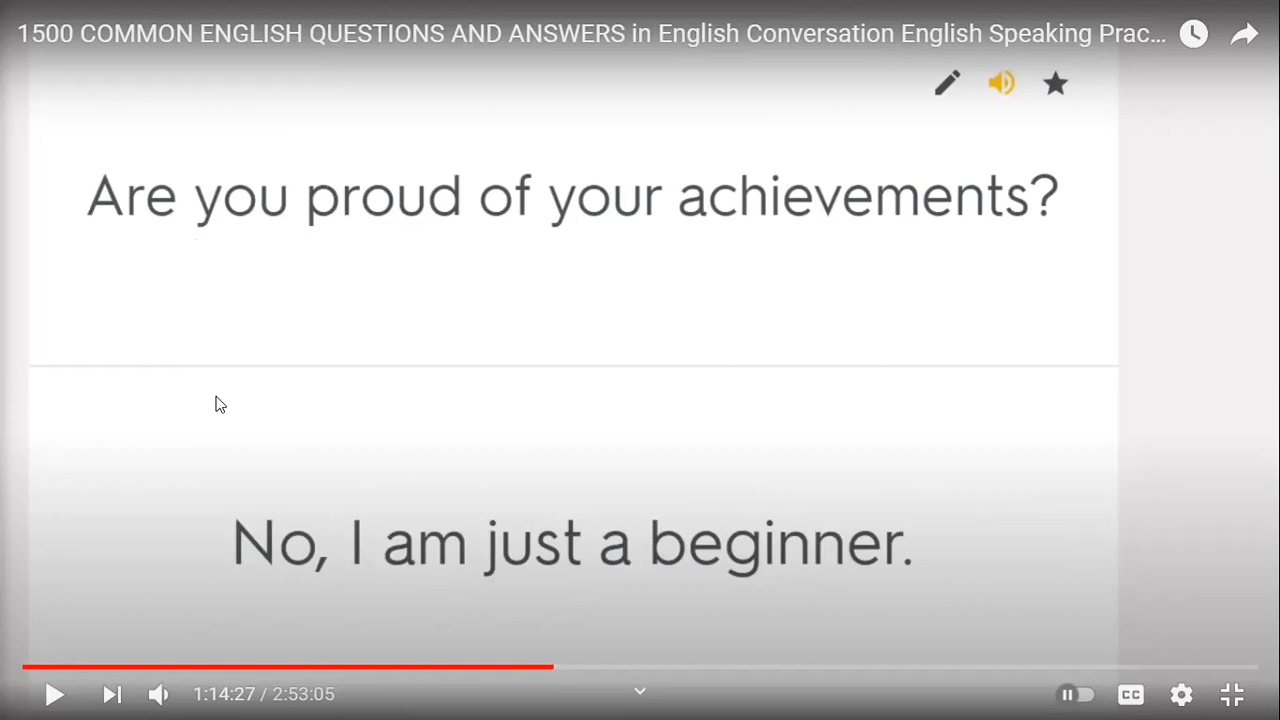 1500 COMMON ENGLISH QUESTIONS AND ANSWERS in English Conversation English Speaking Prac...
Are you proud of your achievements?
No, I am just a beginner.
1:14:27 / 2:53:05
CC